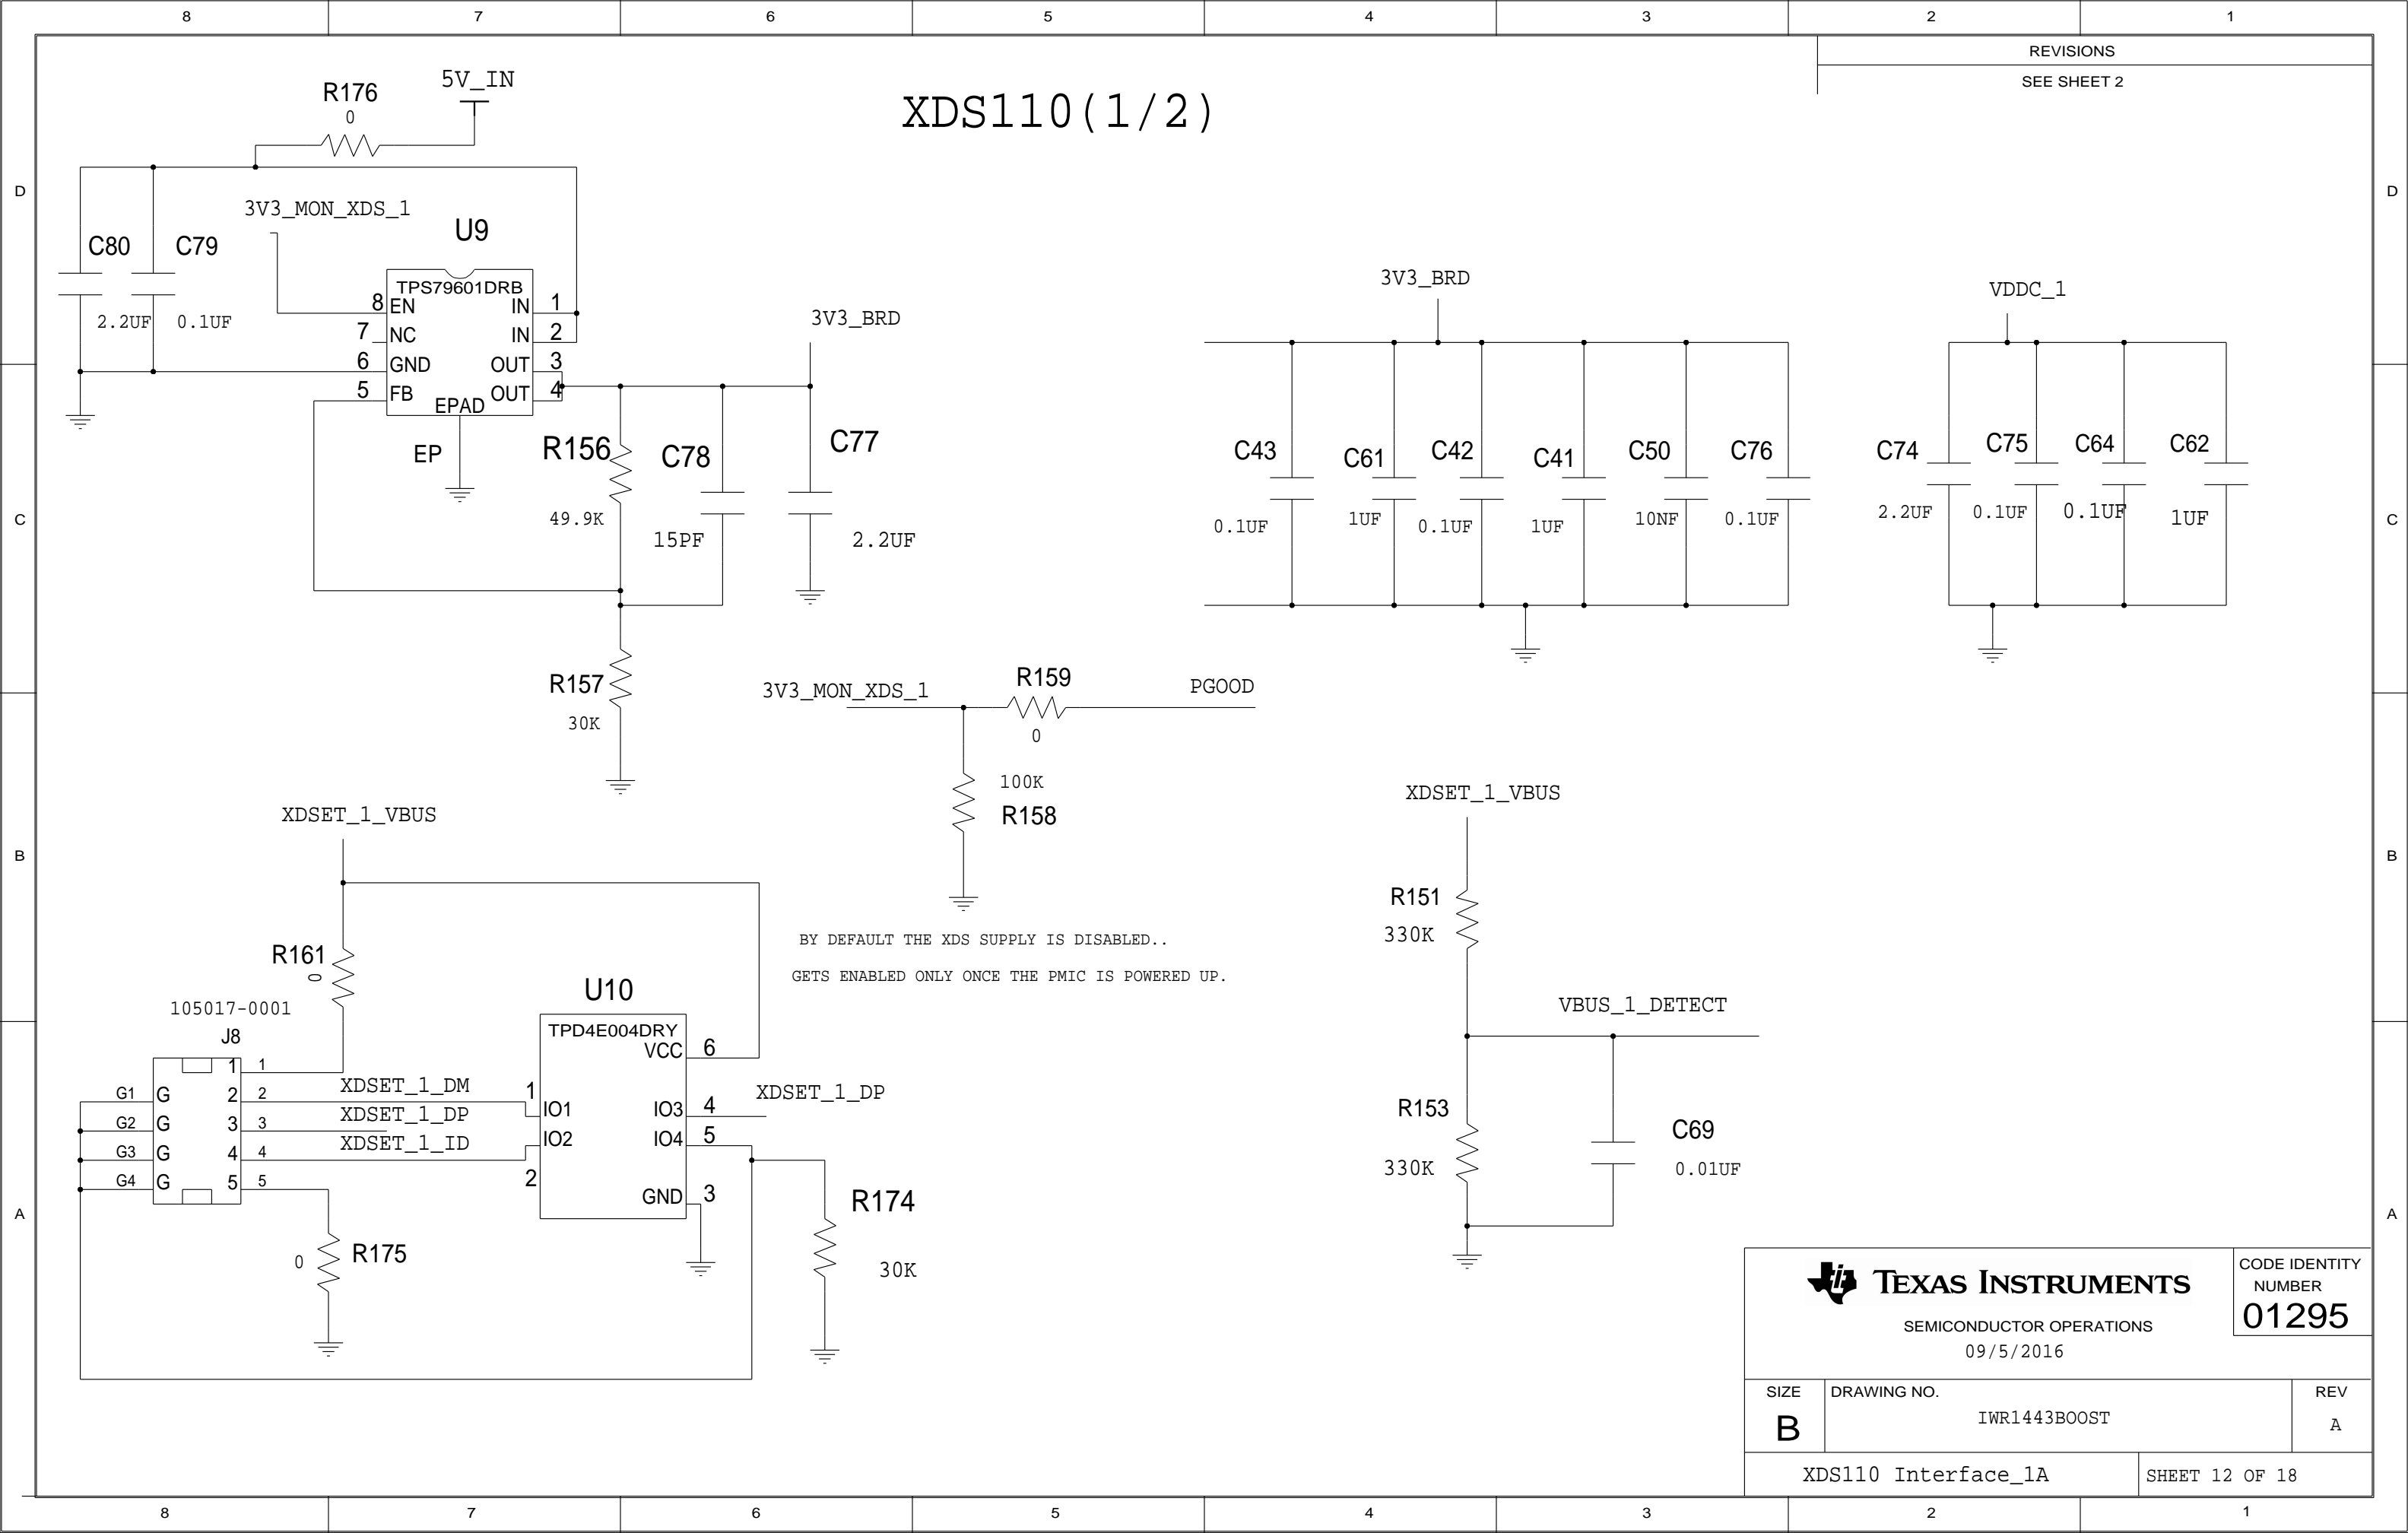 8 7 6 5 4 3 2 1
REVISIONS
SEE SHEET 2
XDS110(1/2)
5V_IN
R176
0
D
D
3V3_MON_XDS_1
U9
C80
C79
2.2UF
0.1UF
TPS79601DRB
8 EN IN 1
7 NC IN 2
6 GND OUT 3
5 FB OUT 4
EPAD
EP
3V3_BRD
R156
49.9K
C78
15PF
C77
2.2UF
R157
30K
3V3_BRD
C43
0.1UF
C61
1UF
C42
0.1UF
C41
1UF
C50
10NF
C76
0.1UF
VDDC_1
C74
2.2UF
C75
0.1UF
C64
0.1UF
C62
1UF
C
C
3V3_MON_XDS_1
R159
0
PGOOD
100K
R158
BY DEFAULT THE XDS SUPPLY IS DISABLED..
GETS ENABLED ONLY ONCE THE PMIC IS POWERED UP.
B
B
XDSET_1_VBUS
R161
0
105017-0001
J8
1 1
G1 G 2 2
G2 G 3 3
G3 G 4 4
G4 G 5 5
XDSET_1_DM
XDSET_1_DP
XDSET_1_ID
0
R175
U10
TPD4E004DRY
VCC 6
1 IO1 IO3 4
IO2 IO4 5
2
GND 3
XDSET_1_DP
R174
30K
XDSET_1_VBUS
R151
330K
VBUS_1_DETECT
R153
330K
C69
0.01UF
A
A
TEXAS INSTRUMENTS
SEMICONDUCTOR OPERATIONS
09/5/2016
CODE IDENTITY
NUMBER
01295
SIZE
B
DRAWING NO.
IWR1443BOOST
REV
A
XDS110 Interface_1A
SHEET 12 OF 18
8 7 6 5 4 3 2 1